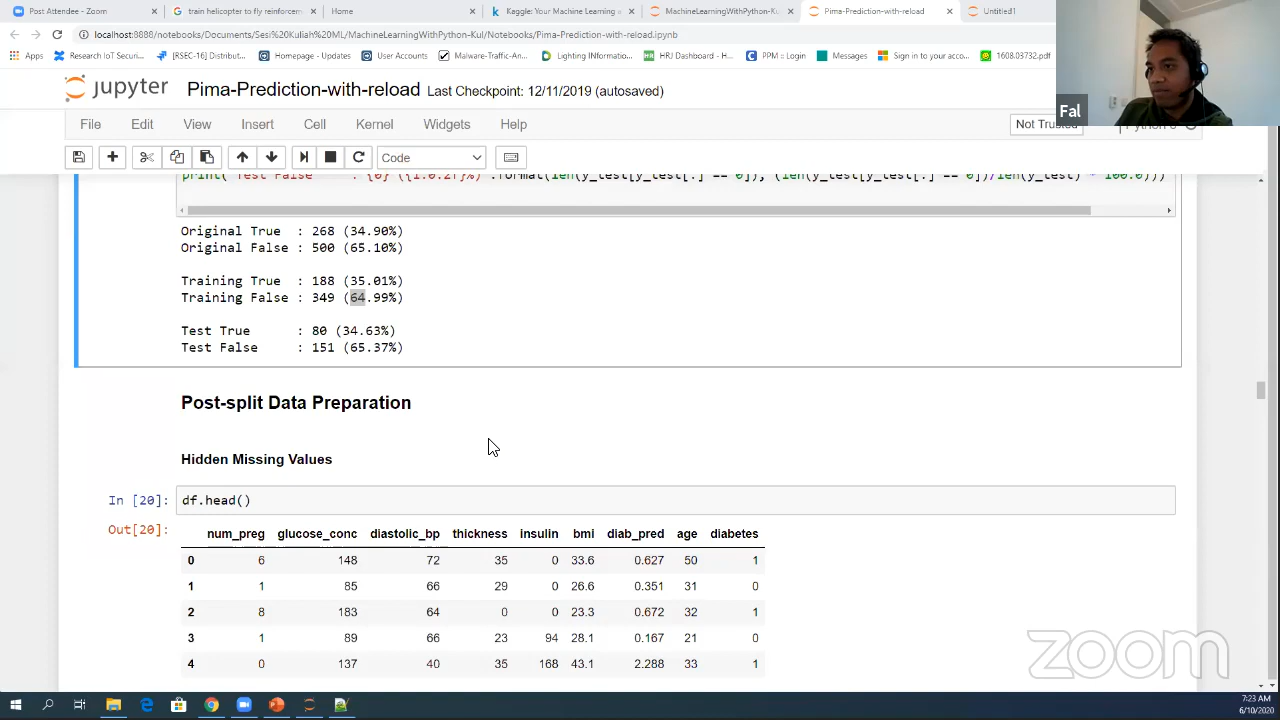 Post Attendee - Zoom
train helicopter to fly reinforcem
Home
Kaggle: Your Machine Learning
MachineLearningWithPython-Kul
Pima-Prediction-with-reload
Untitled1
localhost:8888/notebooks/Documents/Sesi%20Kuliah%20ML/MachineLearningWithPython-Kul/Notebooks/Pima-Prediction-with-reload.ipynb
Apps
Research IoT Securi...
[RSEC-16] Distribut...
Homepage - Updates
User Accounts
Malware-Traffic-An...
Lighting INformatio...
HRJ | Dashboard - H...
PPM :: Login
Messages
Sign in to your acco...
1608.03732.pdf
jupyter
Pima-Prediction-with-reload
Last Checkpoint: 12/11/2019 (autosaved)
Fal
File
Edit
View
Insert
Cell
Kernel
Widgets
Help
Not Trusted
Code
Original True : 268 (34.90%)
Original False : 500 (65.10%)
Training True : 188 (35.01%)
Training False : 349 (64.99%)
Test True : 80 (34.63%)
Test False : 151 (65.37%)
Post-split Data Preparation
Hidden Missing Values
In [20]: df.head()
Out[20]:
num_preg glucose_conc diastolic_bp thickness insulin bmi diab_pred age diabetes
0 6 148 72 35 0 33.6 0.627 50 1
1 1 85 66 29 0 26.6 0.351 31 0
2 8 183 64 0 0 23.3 0.672 32 1
3 1 89 66 23 94 28.1 0.167 21 0
4 0 137 40 35 168 43.1 2.288 33 1
zoom
7:23 AM
6/10/2020